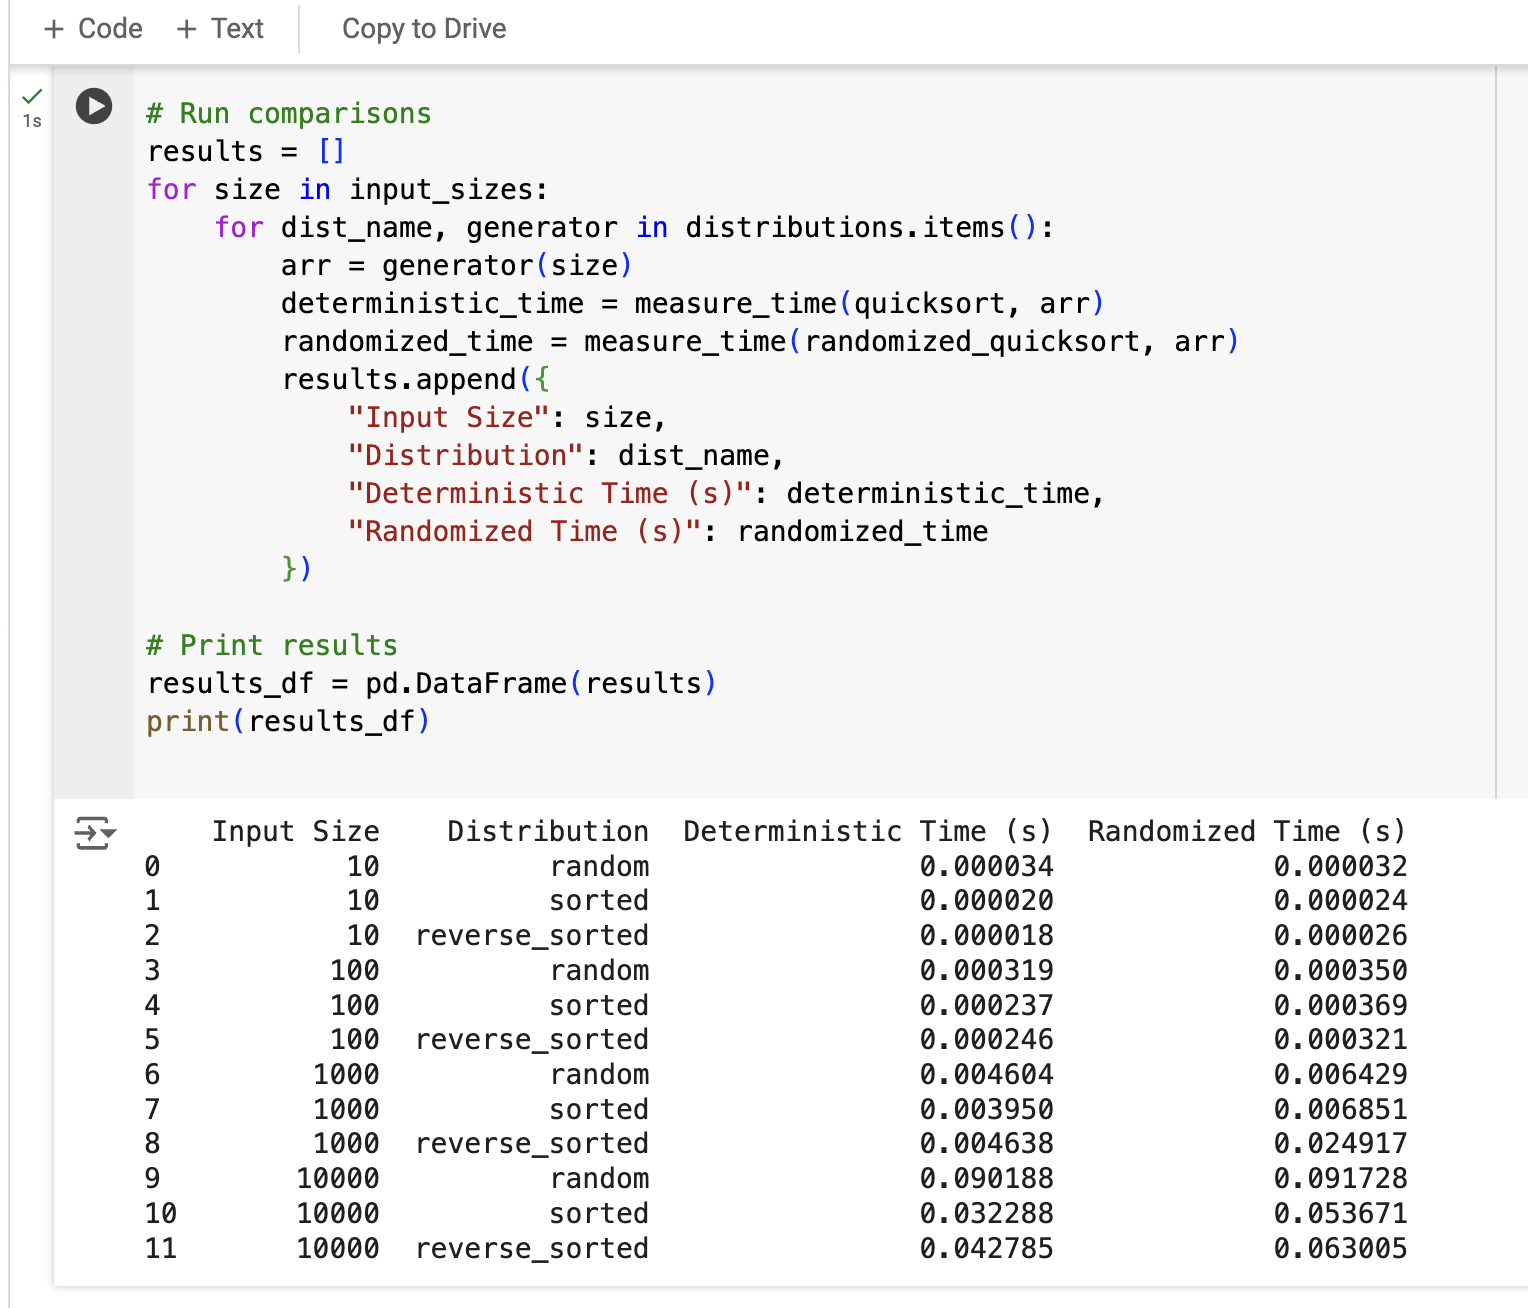 + Code + Text Copy to Drive
1s
# Run comparisons
results = []
for size in input_sizes:
    for dist_name, generator in distributions.items():
        arr = generator(size)
        deterministic_time = measure_time(quicksort, arr)
        randomized_time = measure_time(randomized_quicksort, arr)
        results.append({
            "Input Size": size,
            "Distribution": dist_name,
            "Deterministic Time (s)": deterministic_time,
            "Randomized Time (s)": randomized_time
        })
# Print results
results_df = pd.DataFrame(results)
print(results_df)
    Input Size   Distribution  Deterministic Time (s)  Randomized Time (s)
0           10         random                0.000034             0.000032
1           10         sorted                0.000020             0.000024
2           10  reverse_sorted                0.000018             0.000026
3          100         random                0.000319             0.000350
4          100         sorted                0.000237             0.000369
5          100  reverse_sorted                0.000246             0.000321
6         1000         random                0.004604             0.006429
7         1000         sorted                0.003950             0.006851
8         1000  reverse_sorted                0.004638             0.024917
9        10000         random                0.090188             0.091728
10       10000         sorted                0.032288             0.053671
11       10000  reverse_sorted                0.042785             0.063005